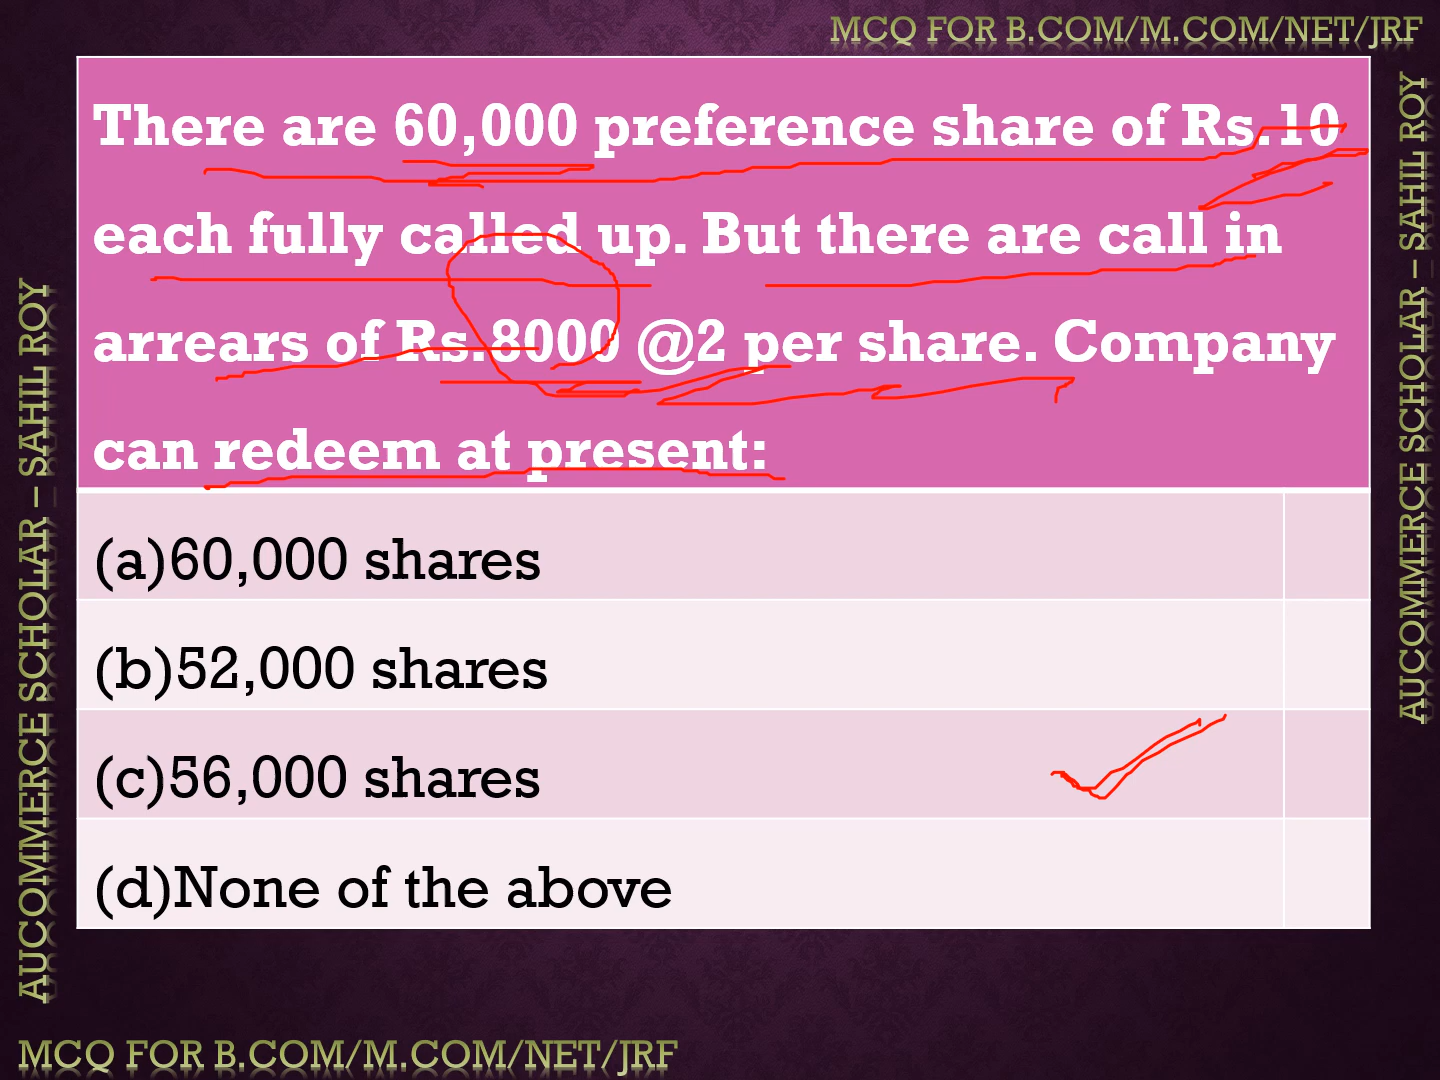 MCQ FOR B.COM/M.COM/NET/JRF
There are 60,000 preference share of Rs.10
each fully called up. But there are call in
arrears of Rs.8000 @2 per share. Company
can redeem at present:
(a)60,000 shares
(b)52,000 shares
(c)56,000 shares
(d)None of the above
AUCOMMERCE SCHOLAR – SAHIL ROY
AUCOMMERCE SCHOLAR – SAHIL ROY
MCQ FOR B.COM/M.COM/NET/JRF